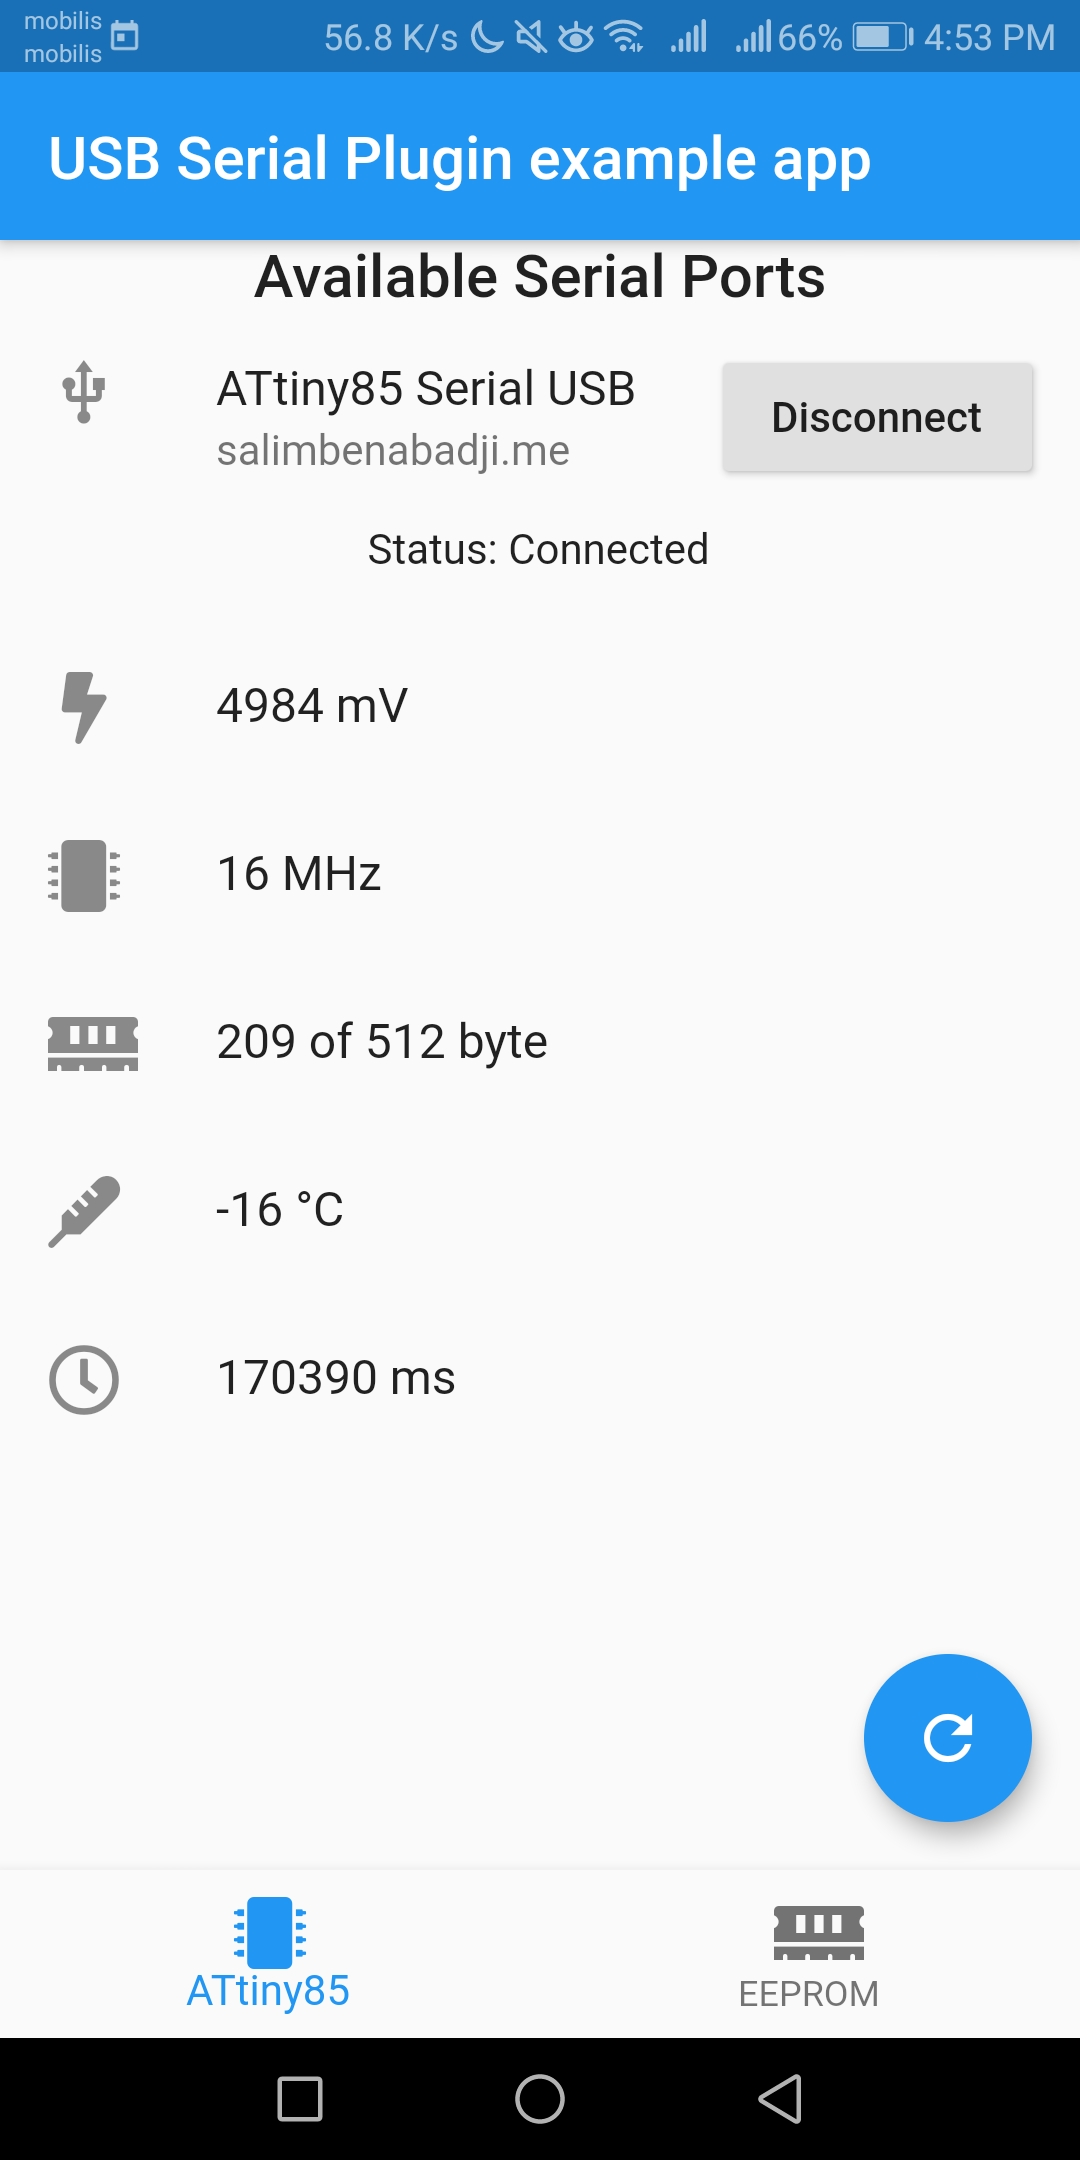 mobilis
mobilis
56.8 K/s 66% 4:53 PM
USB Serial Plugin example app
Available Serial Ports
ATtiny85 Serial USB
salimbenabadji.me
Disconnect
Status: Connected
4984 mV
16 MHz
209 of 512 byte
-16 °C
170390 ms
ATtiny85
EEPROM